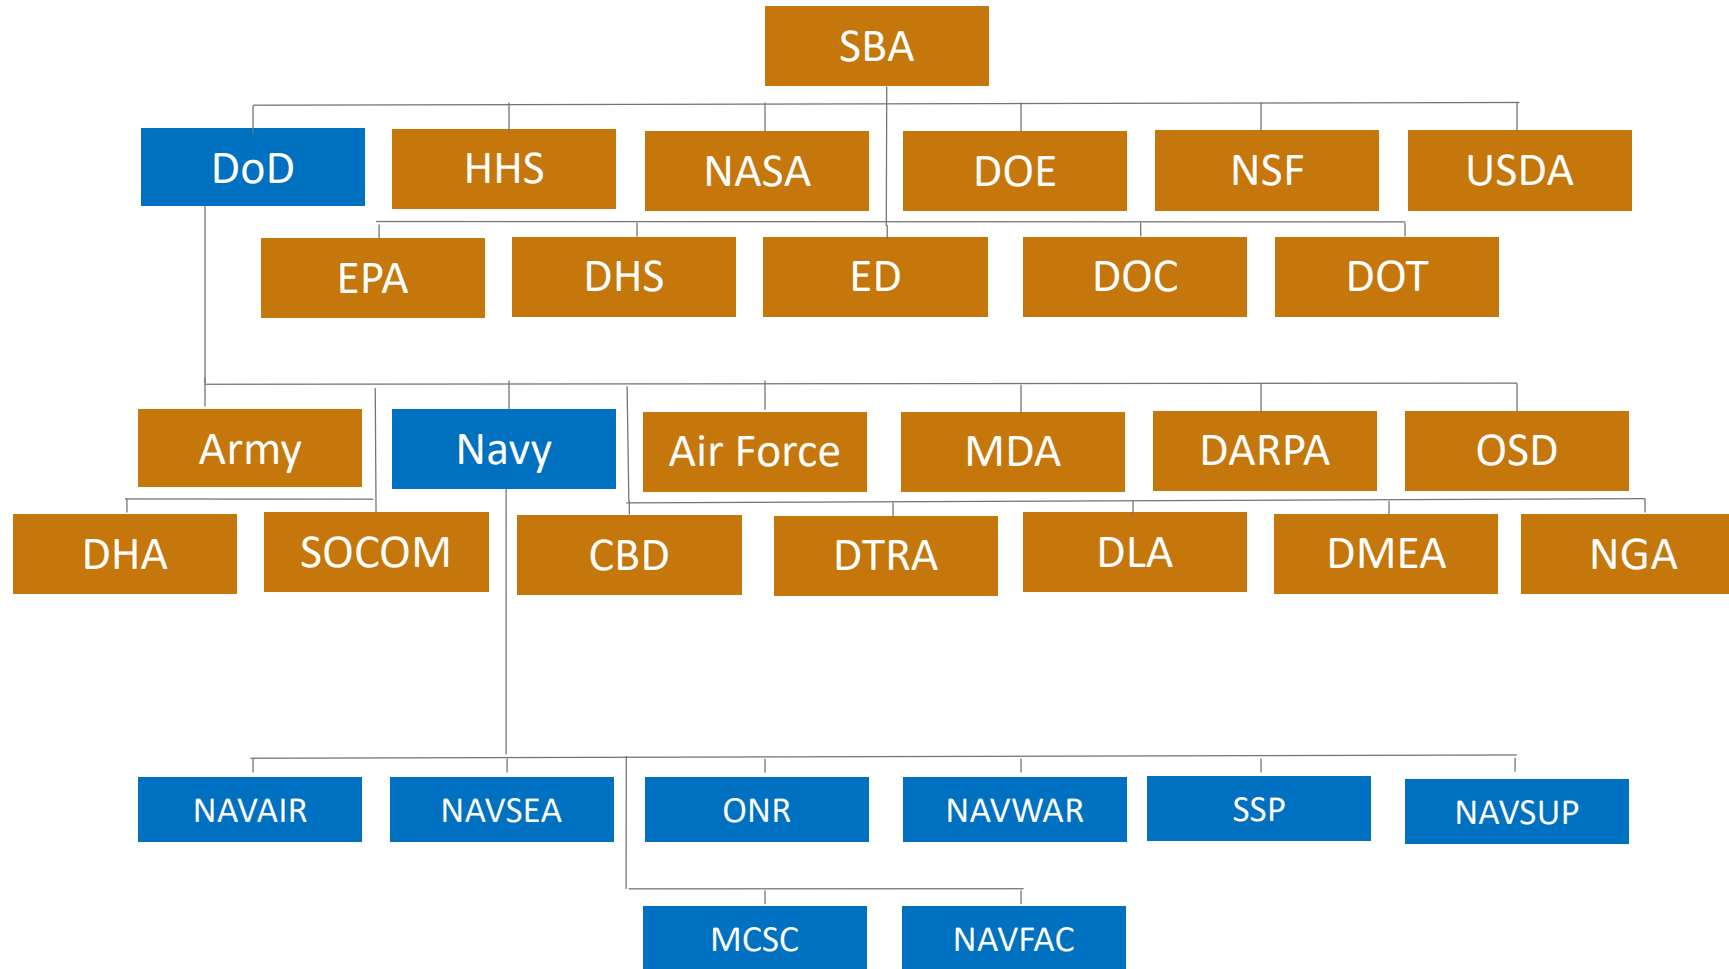 SBA
DoD
HHS
NASA
DOE
NSF
USDA
EPA
DHS
ED
DOC
DOT
Army
Navy
Air Force
MDA
DARPA
OSD
DHA
SOCOM
CBD
DTRA
DLA
DMEA
NGA
NAVAIR
NAVSEA
ONR
NAVWAR
SSP
NAVSUP
MCSC
NAVFAC